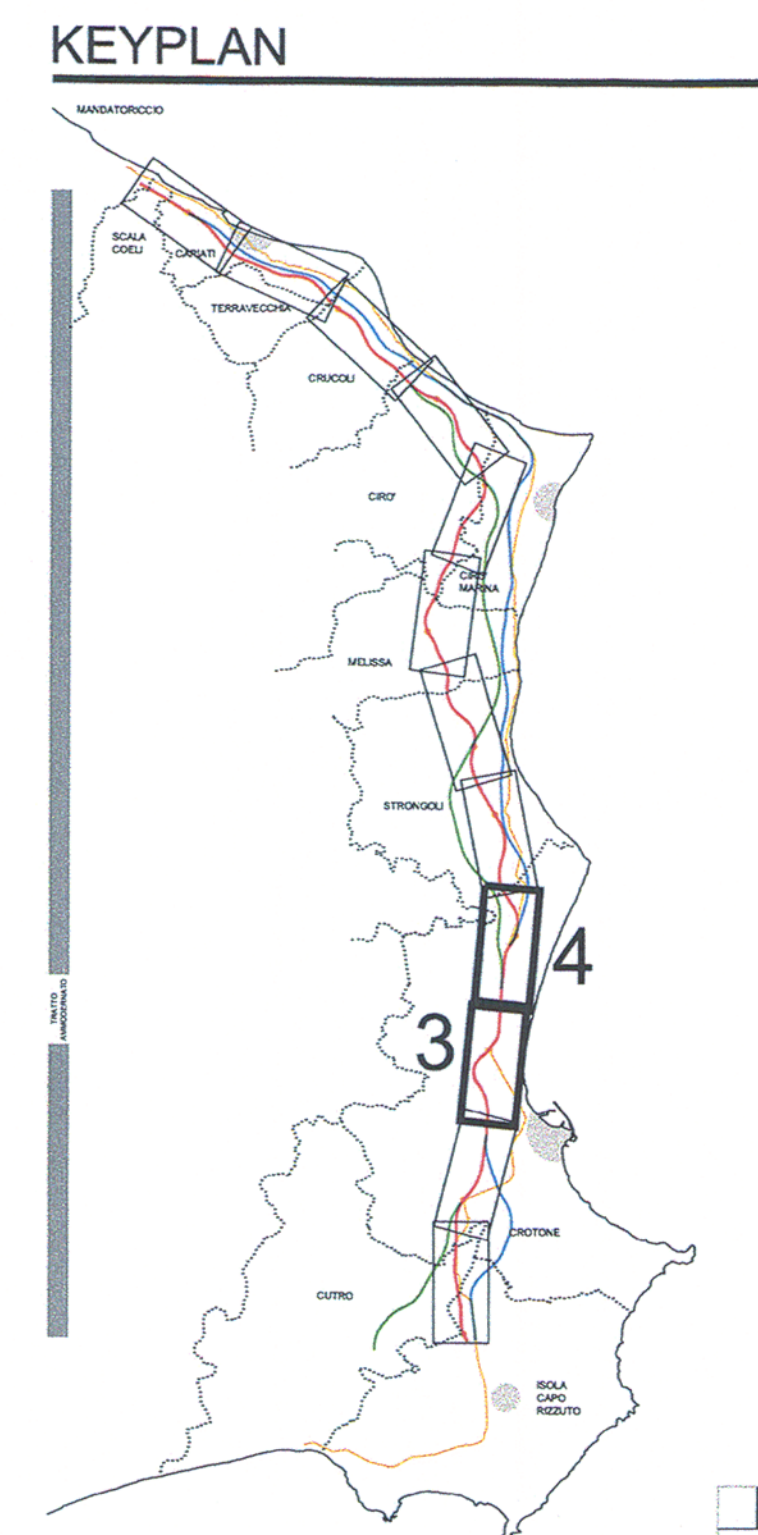 KEYPLAN
MANDATORICCIO
SCALA
COELI
CARIATI
TERRAVECCHIA
CRUCOLI
CIRO'
CIRO'
MARINA
MELISSA
STRONGOLI
4
TRATTO
AMMODERNATO
3
CROTONE
CUTRO
ISOLA
CAPO
RIZZUTO